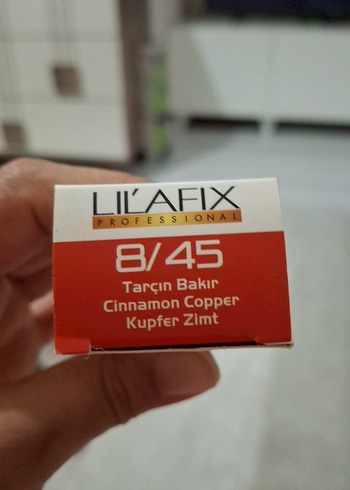 LIL'AFIX
PROFESSIONAL
8/45
Tarçın Bakır
Cinnamon Copper
Kupfer Zimt